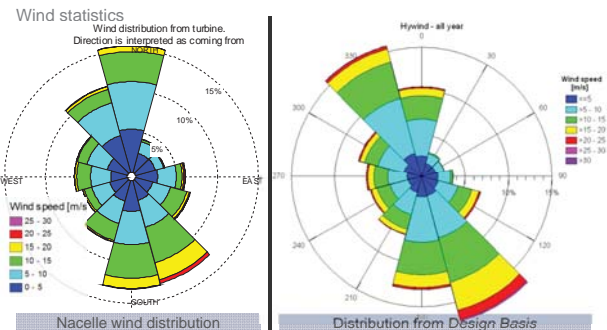 Wind statistics
Wind distribution from turbine.
Direction is interpreted as coming from
NORTH
15%
10%
5%
WEST
EAST
SOUTH
Wind speed [m/s
25 - 30
20 - 25
15 - 20
10 - 15
5 - 10
0 - 5
Nacelle wind distribution
Hywind - all year
0
330
30
300
60
270
90
10%
15%
240
120
210
Wind speed
[m/s]
<=5
>5 - 10
>10 - 15
>15 - 20
>20 - 25
>25 - 30
>30
Distribution from Design Basis